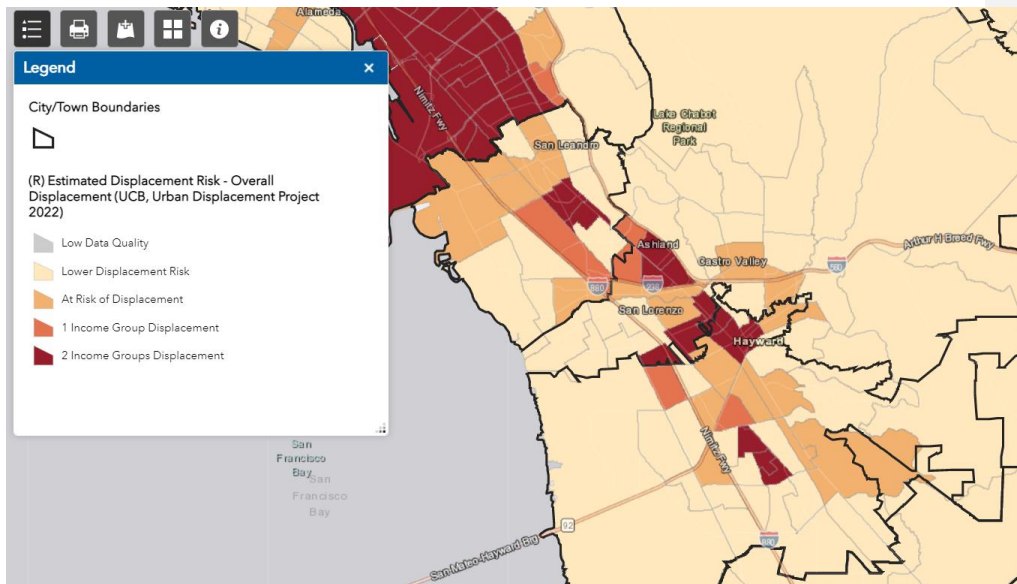 Alameda
Legend
×
City/Town Boundaries
(R) Estimated Displacement Risk - Overall
Displacement (UCB, Urban Displacement Project
2022)
Low Data Quality
Lower Displacement Risk
At Risk of Displacement
1 Income Group Displacement
2 Income Groups Displacement
Nimitz Fwy
Lake Chabot
Regional
Park
San Leandro
Ashland
Castro Valley
Arthur H Breed Fwy
580
880
238
San Lorenzo
Hayward
Nimitz Fwy
San
Francisco
Bay
San
Francisco
Bay
92
San Mateo-Hayward Brg
880